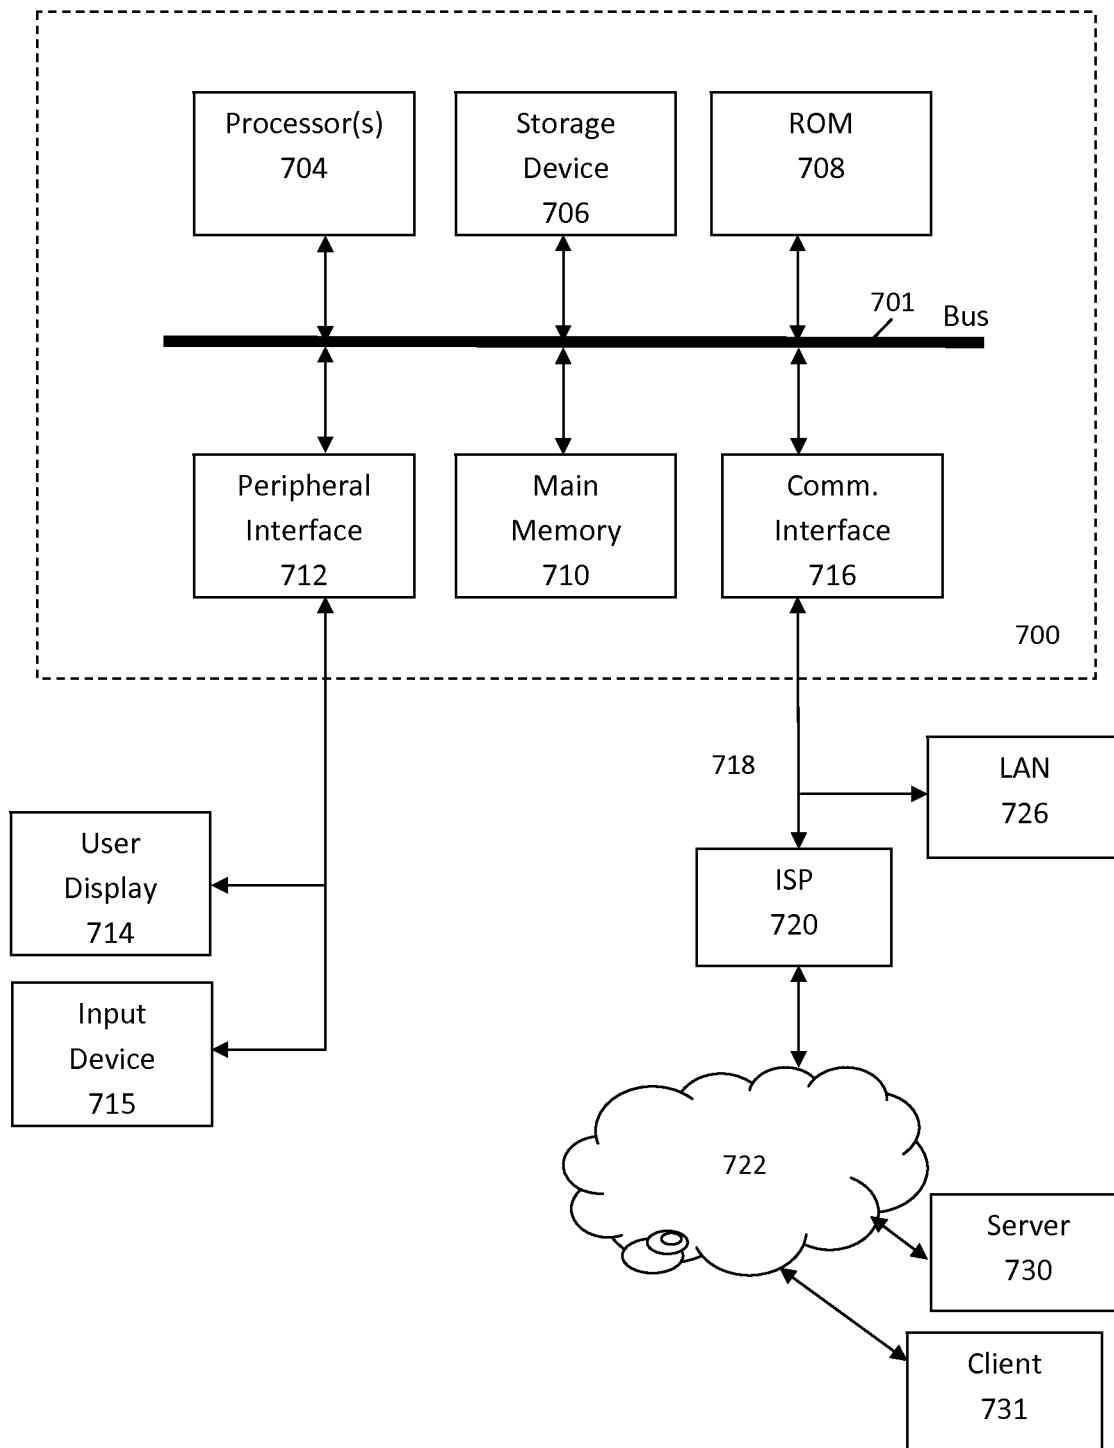 Processor(s)
704
Storage
Device
706
ROM
708
701
Bus
Peripheral
Interface
712
Main
Memory
710
Comm.
Interface
716
700
718
LAN
726
User
Display
714
ISP
720
Input
Device
715
722
Server
730
Client
731